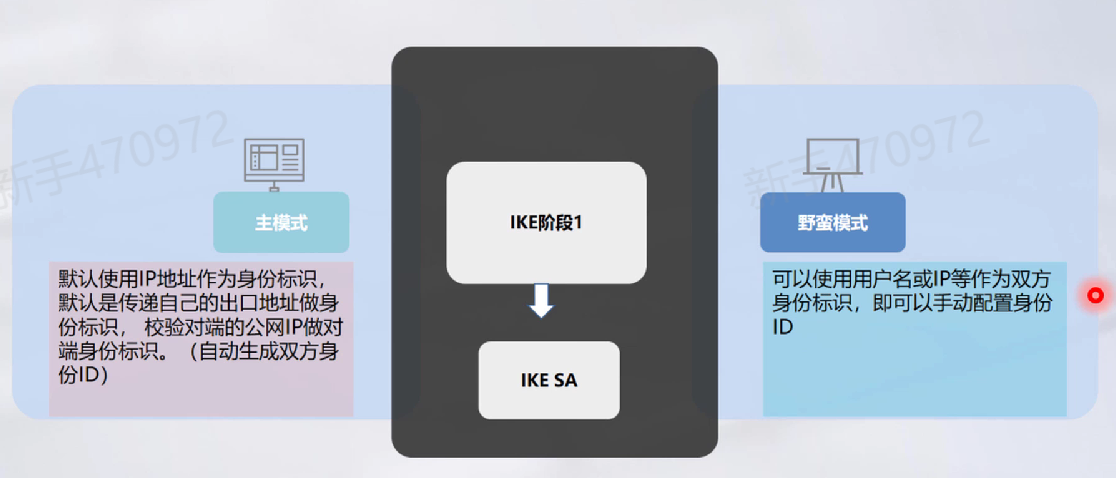 新手470972
新手470972
主模式
IKE阶段1
野蛮模式
默认使用IP地址作为身份标识，
默认是传递自己的出口地址做身
份标识， 校验对端的公网IP做对
端身份标识。（自动生成双方身
份ID）
可以使用用户名或IP等作为双方
身份标识，即可以手动配置身份
ID
IKE SA